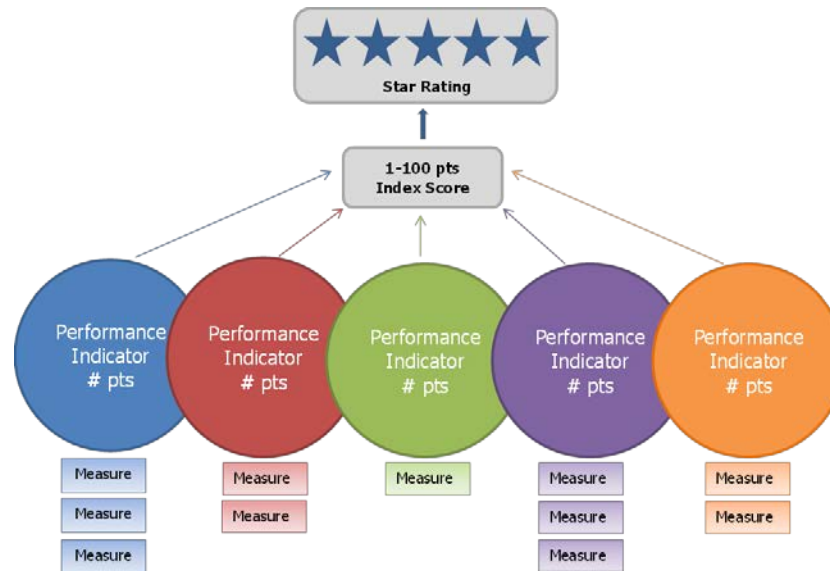 Star Rating
1-100 pts
Index Score
Performance
Indicator
# pts
Performance
Indicator
# pts
Performance
Indicator
# pts
Performance
Indicator
# pts
Performance
Indicator
# pts
Measure
Measure
Measure
Measure
Measure
Measure
Measure
Measure
Measure
Measure
Measure